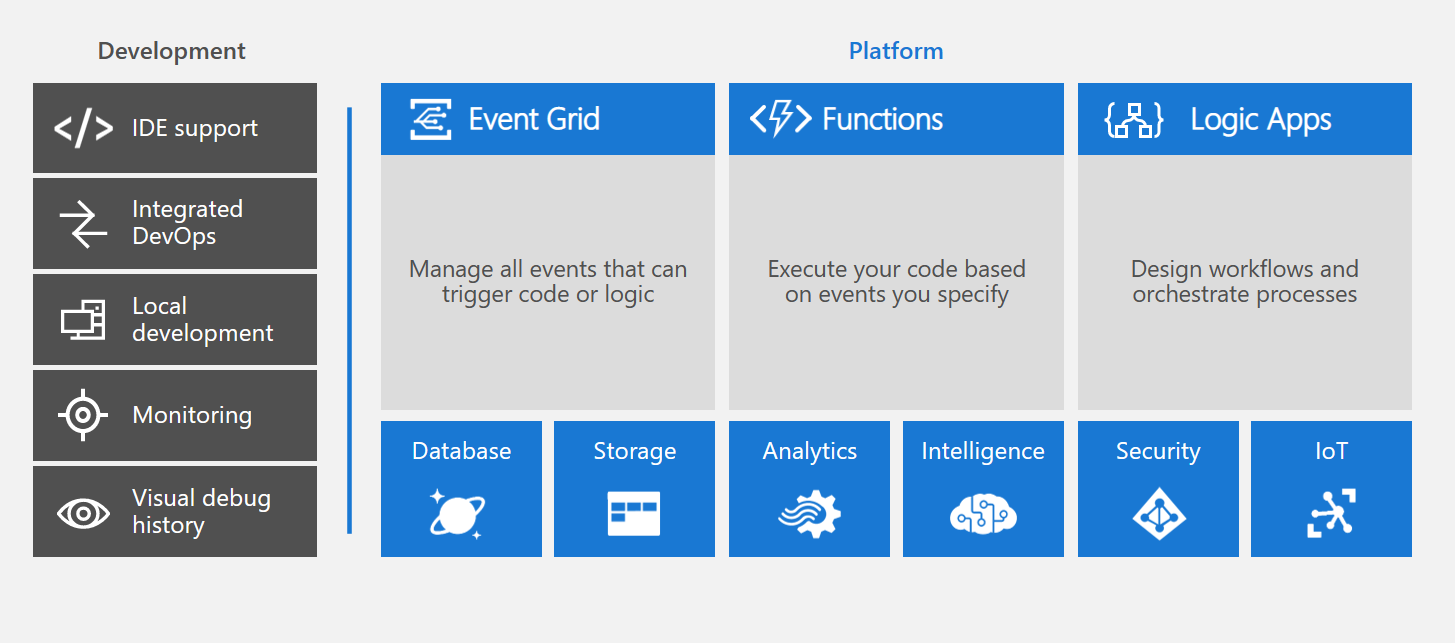 Development
IDE support
Integrated
DevOps
Local
development
Monitoring
Visual debug
history
Platform
Event Grid
Manage all events that can
trigger code or logic
Functions
Execute your code based
on events you specify
Logic Apps
Design workflows and
orchestrate processes
Database
Storage
Analytics
Intelligence
Security
IoT